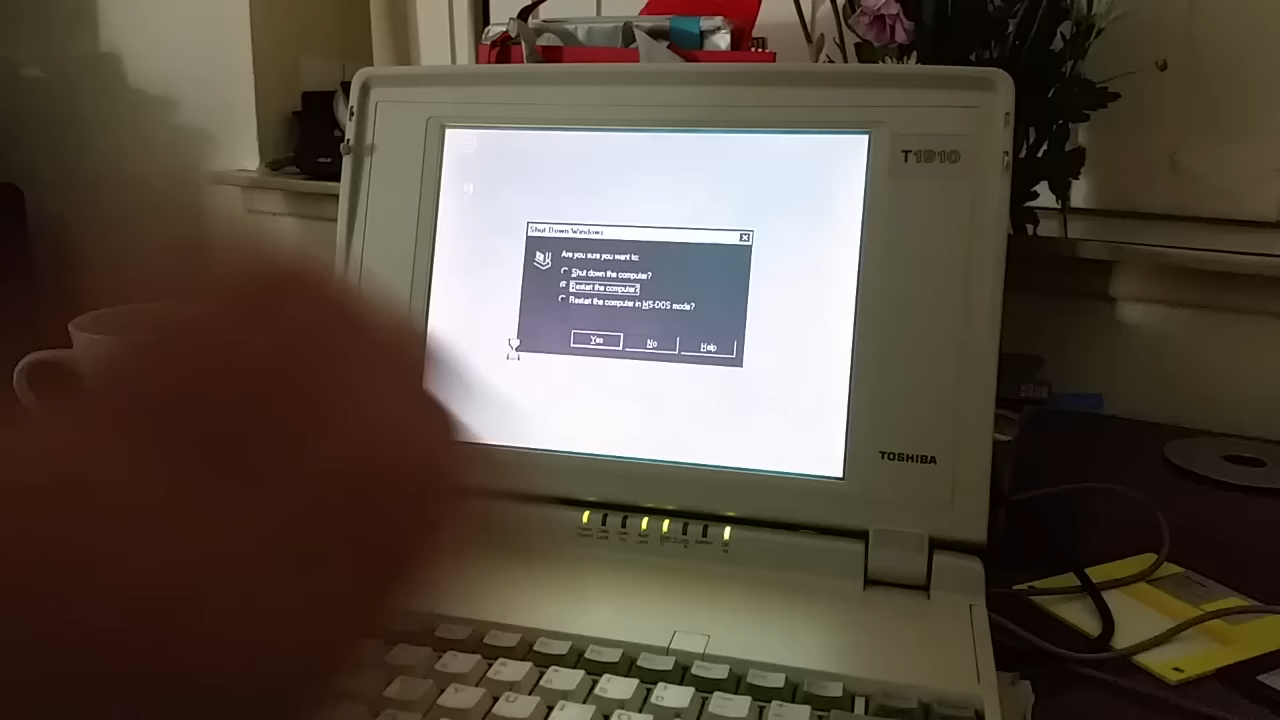 T1910
Shut Down Windows
Are you sure you want to:
Shut down the computer?
Restart the computer?
Restart the computer in MS-DOS mode?
Yes
No
Help
TOSHIBA